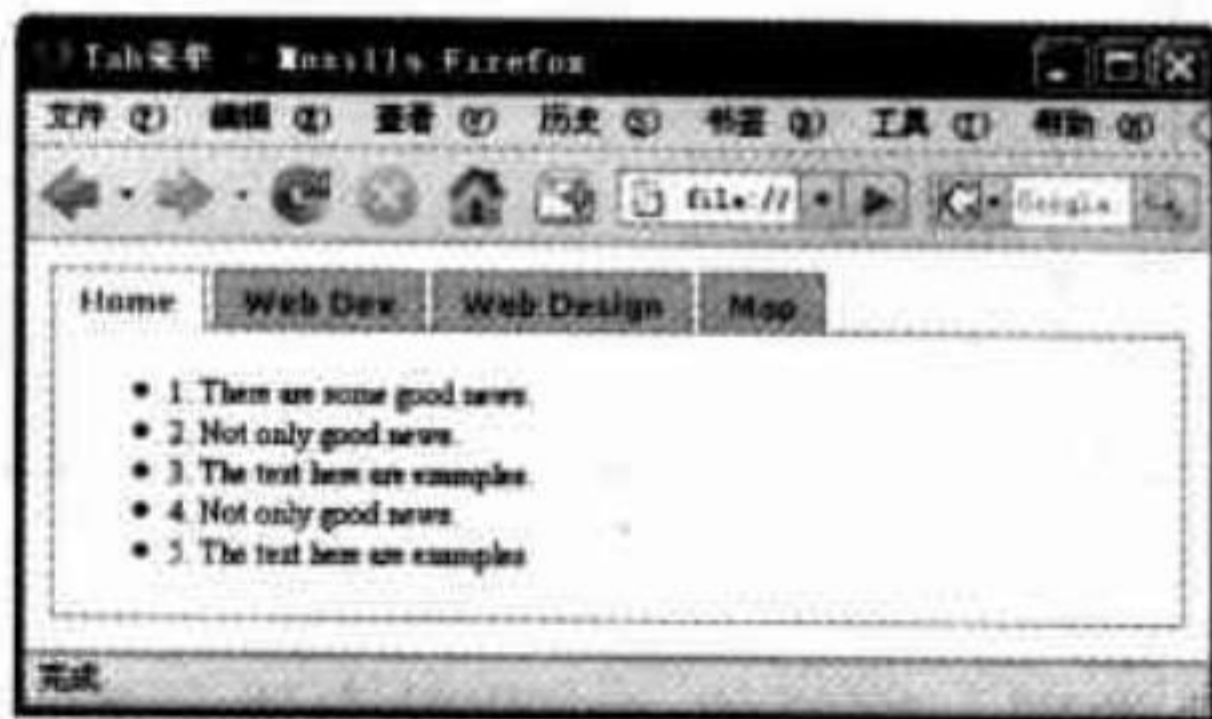 Tab菜单 - Mozilla Firefox
文件 (F) 编辑 (E) 查看 (V) 历史 (S) 书签 (B) 工具 (T) 帮助 (H)
file:// Google
Home Web Dev Web Design Map
1. There are some good news.
2. Not only good news.
3. The text here are examples.
4. Not only good news.
5. The text here are examples
完成